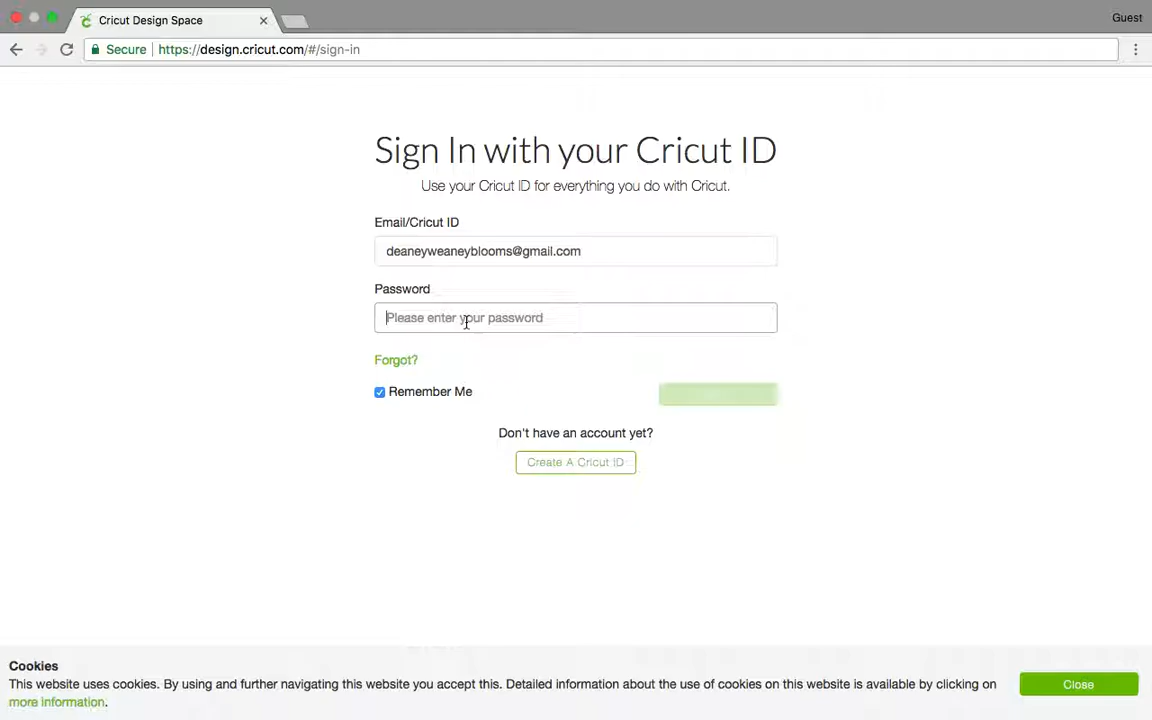 Cricut Design Space
Guest
Secure
https://design.cricut.com/#/sign-in
Sign In with your Cricut ID
Use your Cricut ID for everything you do with Cricut.
Email/Cricut ID
deaneyweaneyblooms@gmail.com
Password
Please enter your password
Forgot?
Remember Me
Don't have an account yet?
Create A Cricut ID
Cookies
This website uses cookies. By using and further navigating this website you accept this. Detailed information about the use of cookies on this website is available by clicking on
more information.
Close